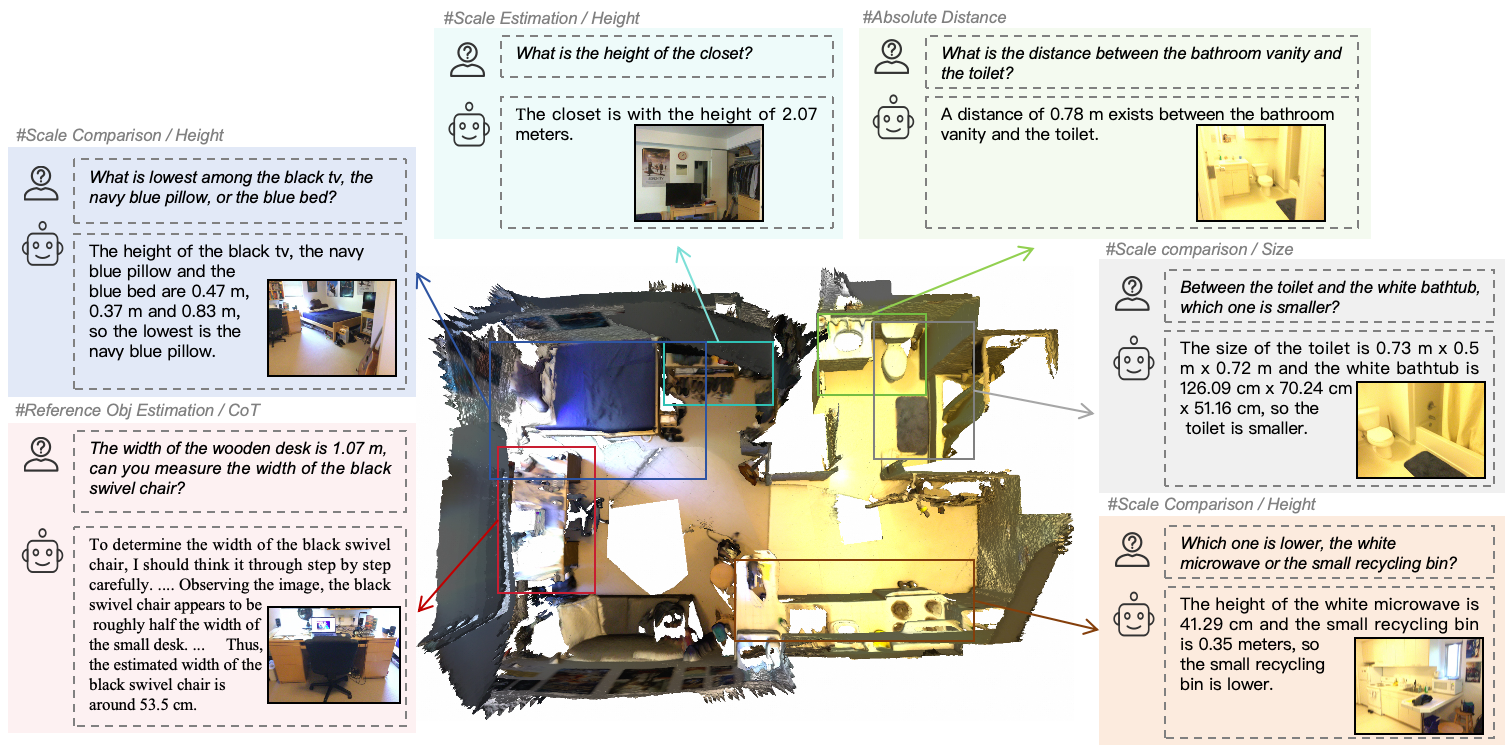 #Scale Estimation / Height
What is the height of the closet?
The closet is with the height of 2.07
meters.
#Absolute Distance
What is the distance between the bathroom vanity and
the toilet?
A distance of 0.78 m exists between the bathroom
vanity and the toilet.
#Scale Comparison / Height
What is lowest among the black tv, the
navy blue pillow, or the blue bed?
The height of the black tv, the navy
blue pillow and the
blue bed are 0.47 m,
0.37 m and 0.83 m,
so the lowest is the
navy blue pillow.
#Scale comparison / Size
Between the toilet and the white bathtub,
which one is smaller?
The size of the toilet is 0.73 m x 0.5
m x 0.72 m and the white bathtub is
126.09 cm x 70.24 cm
x 51.16 cm, so the
toilet is smaller.
#Reference Obj Estimation / CoT
The width of the wooden desk is 1.07 m,
can you measure the width of the black
swivel chair?
To determine the width of the black swivel
chair, I should think it through step by step
carefully. .... Observing the image, the black
swivel chair appears to be
roughly half the width of
the small desk. ... Thus,
the estimated width of the
black swivel chair is
around 53.5 cm.
#Scale Comparison / Height
Which one is lower, the white
microwave or the small recycling bin?
The height of the white microwave is
41.29 cm and the small recycling bin
is 0.35 meters, so
the small recycling
bin is lower.